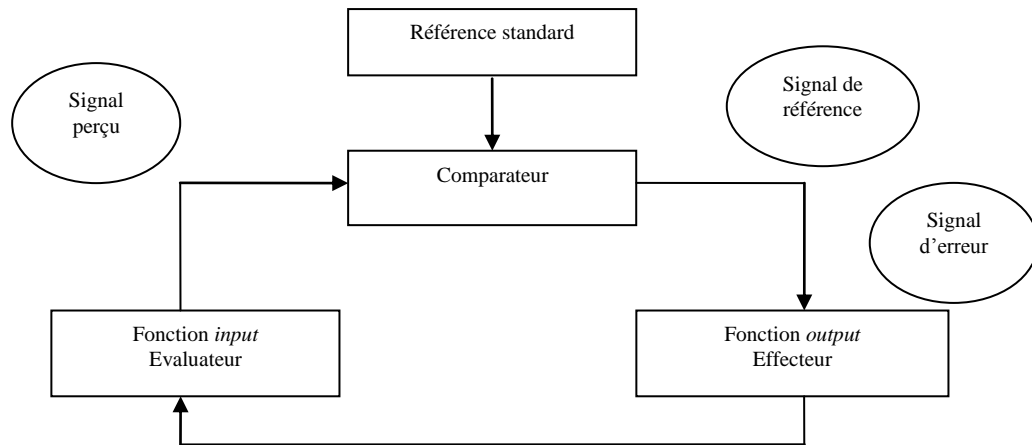 Référence standard
Signal
perçu
Signal de
référence
Comparateur
Signal
d’erreur
Fonction input
Evaluateur
Fonction output
Effecteur